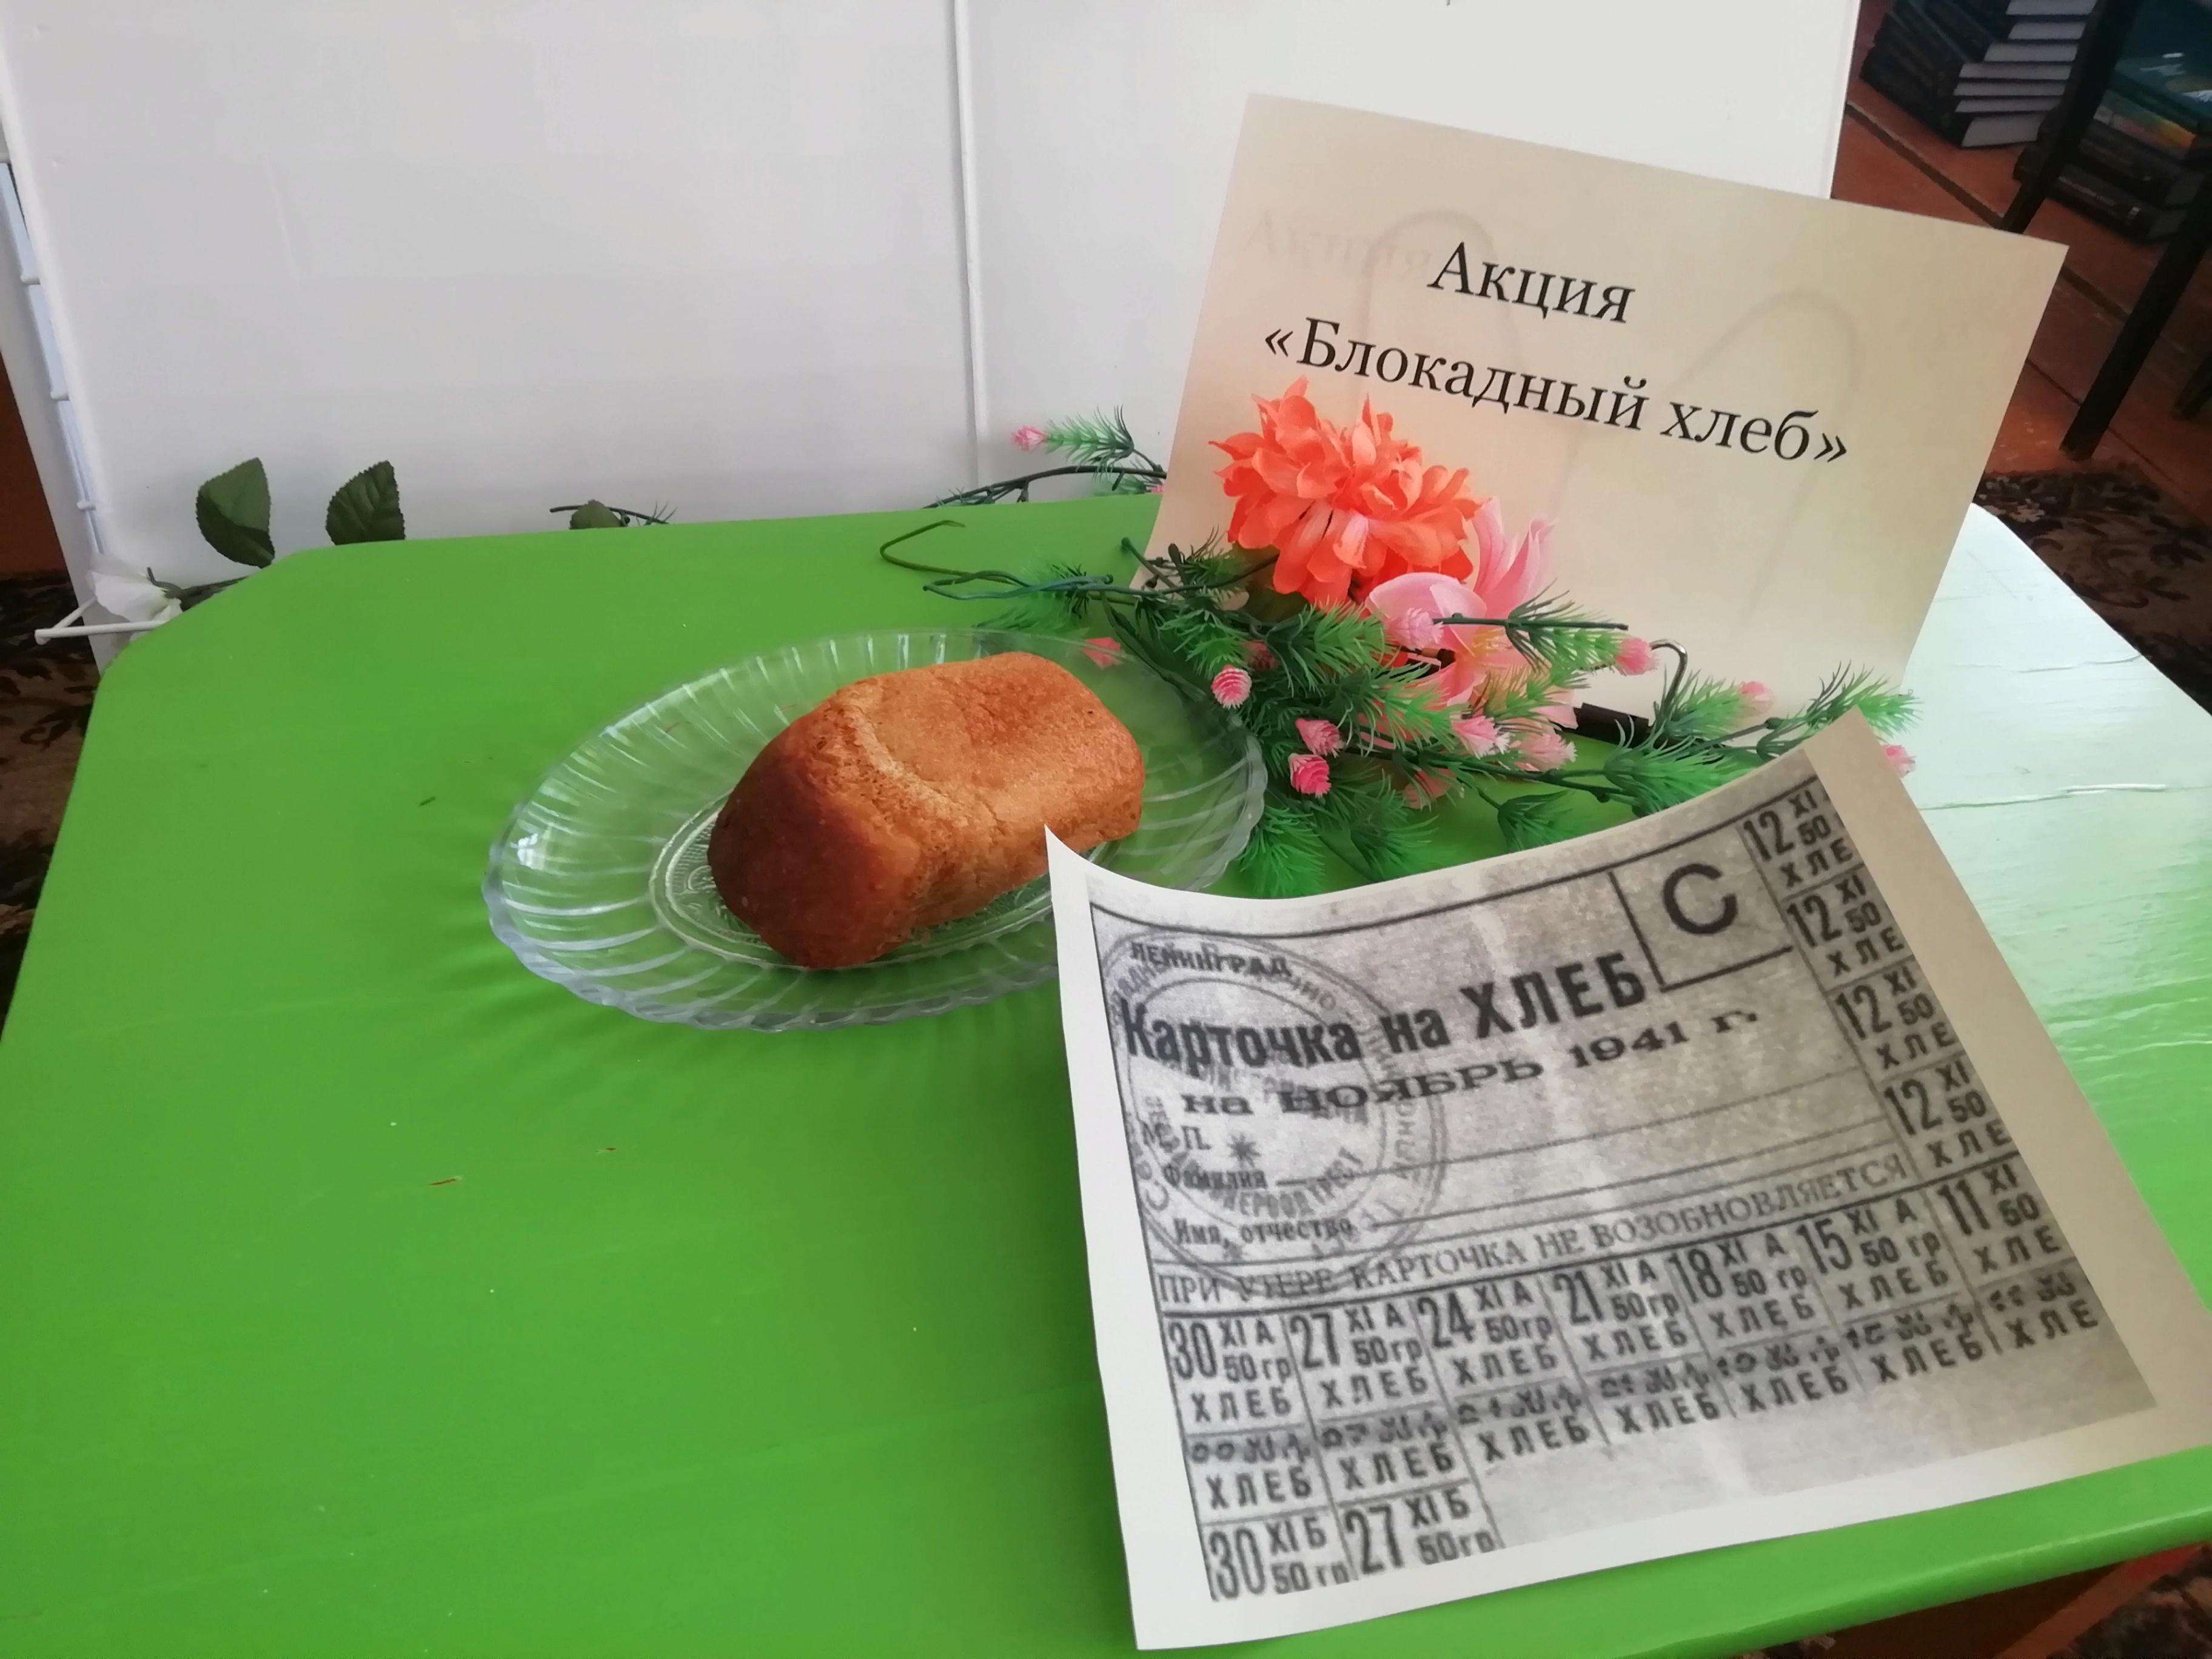 Акция
«Блокадный хлеб»
ЛЕНИНГРАД
С
Карточка на ХЛЕБ
на НОЯБРЬ 1941 г.
М. П.
Фамилия
Имя, отчество
ПРИ УТЕРЕ КАРТОЧКА НЕ ВОЗОБНОВЛЯЕТСЯ
12 XI
50
ХЛЕ
12 XI
50
ХЛЕ
12 XI
50
ХЛЕ
12 XI
50
ХЛЕ
30 XI А 27 XI А 24 XI А 21 XI А 18 XI А 15 XI А 11 XI
50 гр 50 гр 50 гр 50 гр 50 гр 50 гр 50
ХЛЕБ ХЛЕБ ХЛЕБ ХЛЕБ ХЛЕБ ХЛЕБ ХЛЕ
ХЛЕБ ХЛЕБ ХЛЕБ ХЛЕБ ХЛЕБ ХЛЕБ ХЛЕ
30 XI Б 27 XI Б
50 гр 50 гр